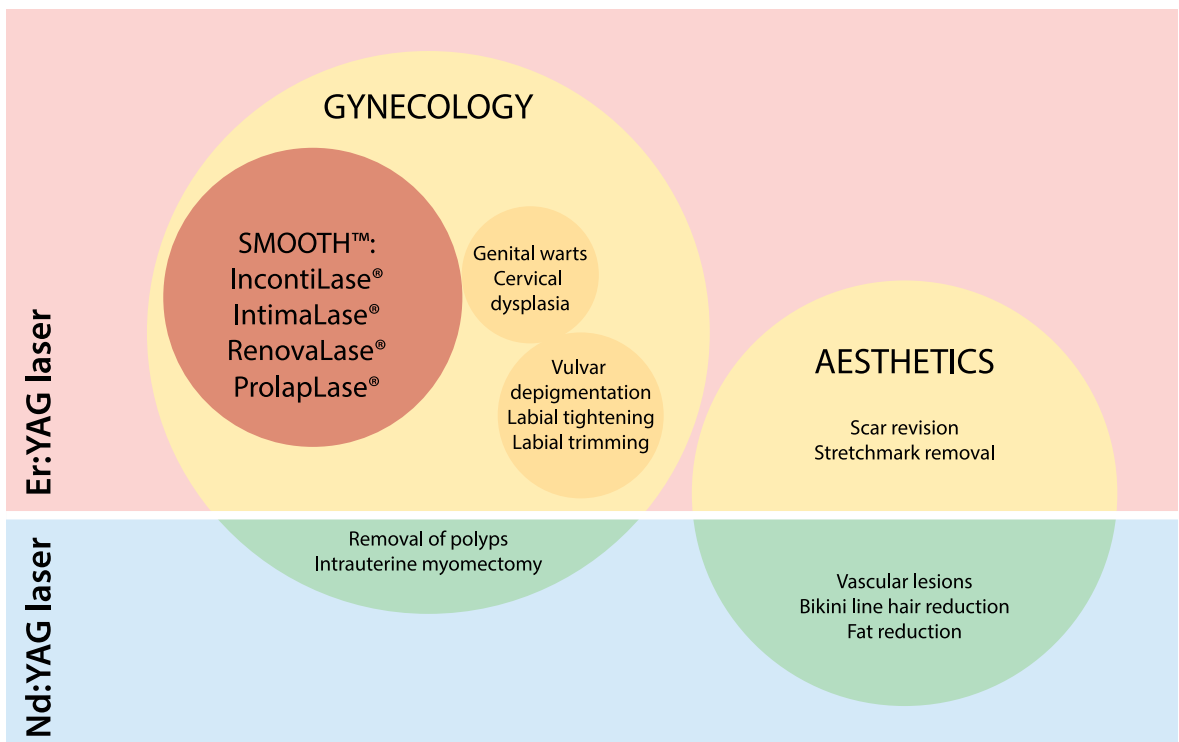 GYNECOLOGY
SMOOTH™:
IncontiLase®
IntimaLase®
RenovaLase®
ProlapLase®
Genital warts
Cervical
dysplasia
Vulvar
depigmentation
Labial tightening
Labial trimming
AESTHETICS
Scar revision
Stretchmark removal
Er:YAG laser
Removal of polyps
Intrauterine myomectomy
Vascular lesions
Bikini line hair reduction
Fat reduction
Nd:YAG laser